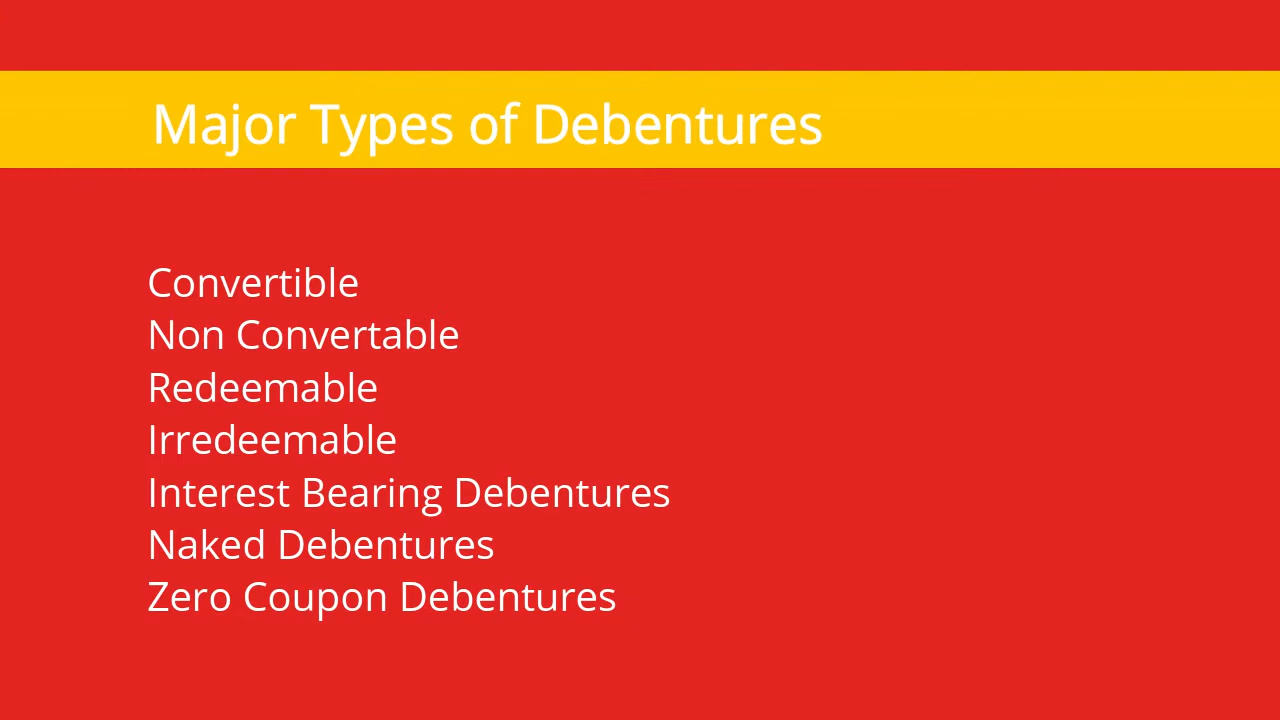 Major Types of Debentures
Convertible
Non Convertable
Redeemable
Irredeemable
Interest Bearing Debentures
Naked Debentures
Zero Coupon Debentures